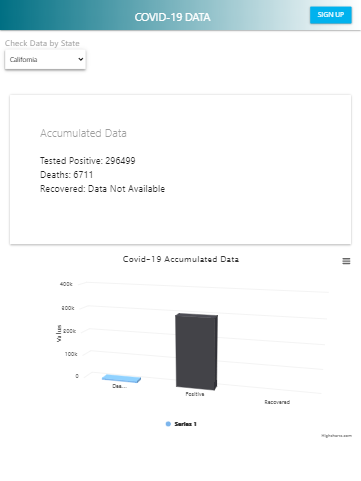 COVID-19 DATA
SIGN UP
Check Data by State
California
Accumulated Data
Tested Positive: 296499
Deaths: 6711
Recovered: Data Not Available
Covid-19 Accumulated Data
400k
300k
200k
100k
0
Values
Dea...
Positive
Recovered
Series 1
Highcharts.com